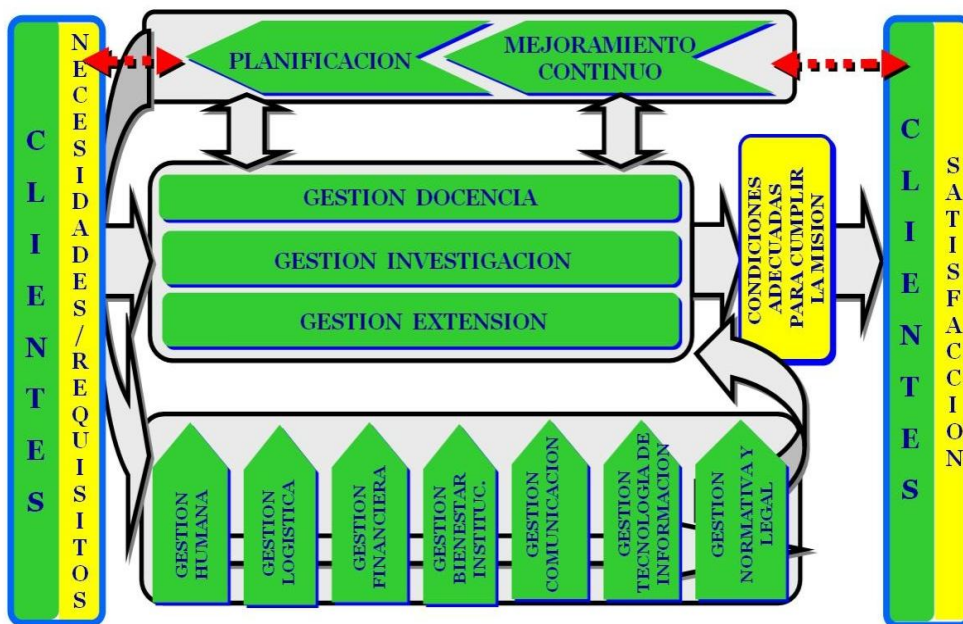 CLIENTES
NECESIDADES/REQUISITOS
PLANIFICACION
MEJORAMIENTO
CONTINUO
GESTION DOCENCIA
GESTION INVESTIGACION
GESTION EXTENSION
CONDICIONES
ADECUADAS
PARA CUMPLIR
LA MISION
GESTION
HUMANA
GESTION
LOGISTICA
GESTION
FINANCIERA
GESTION
BIENESTAR
INSTITUC.
GESTION
COMUNICACION
GESTION
TECNOLOGIA DE
INFORMACION
GESTION
NORMATIVA Y
LEGAL
CLIENTES
SATISFACCION